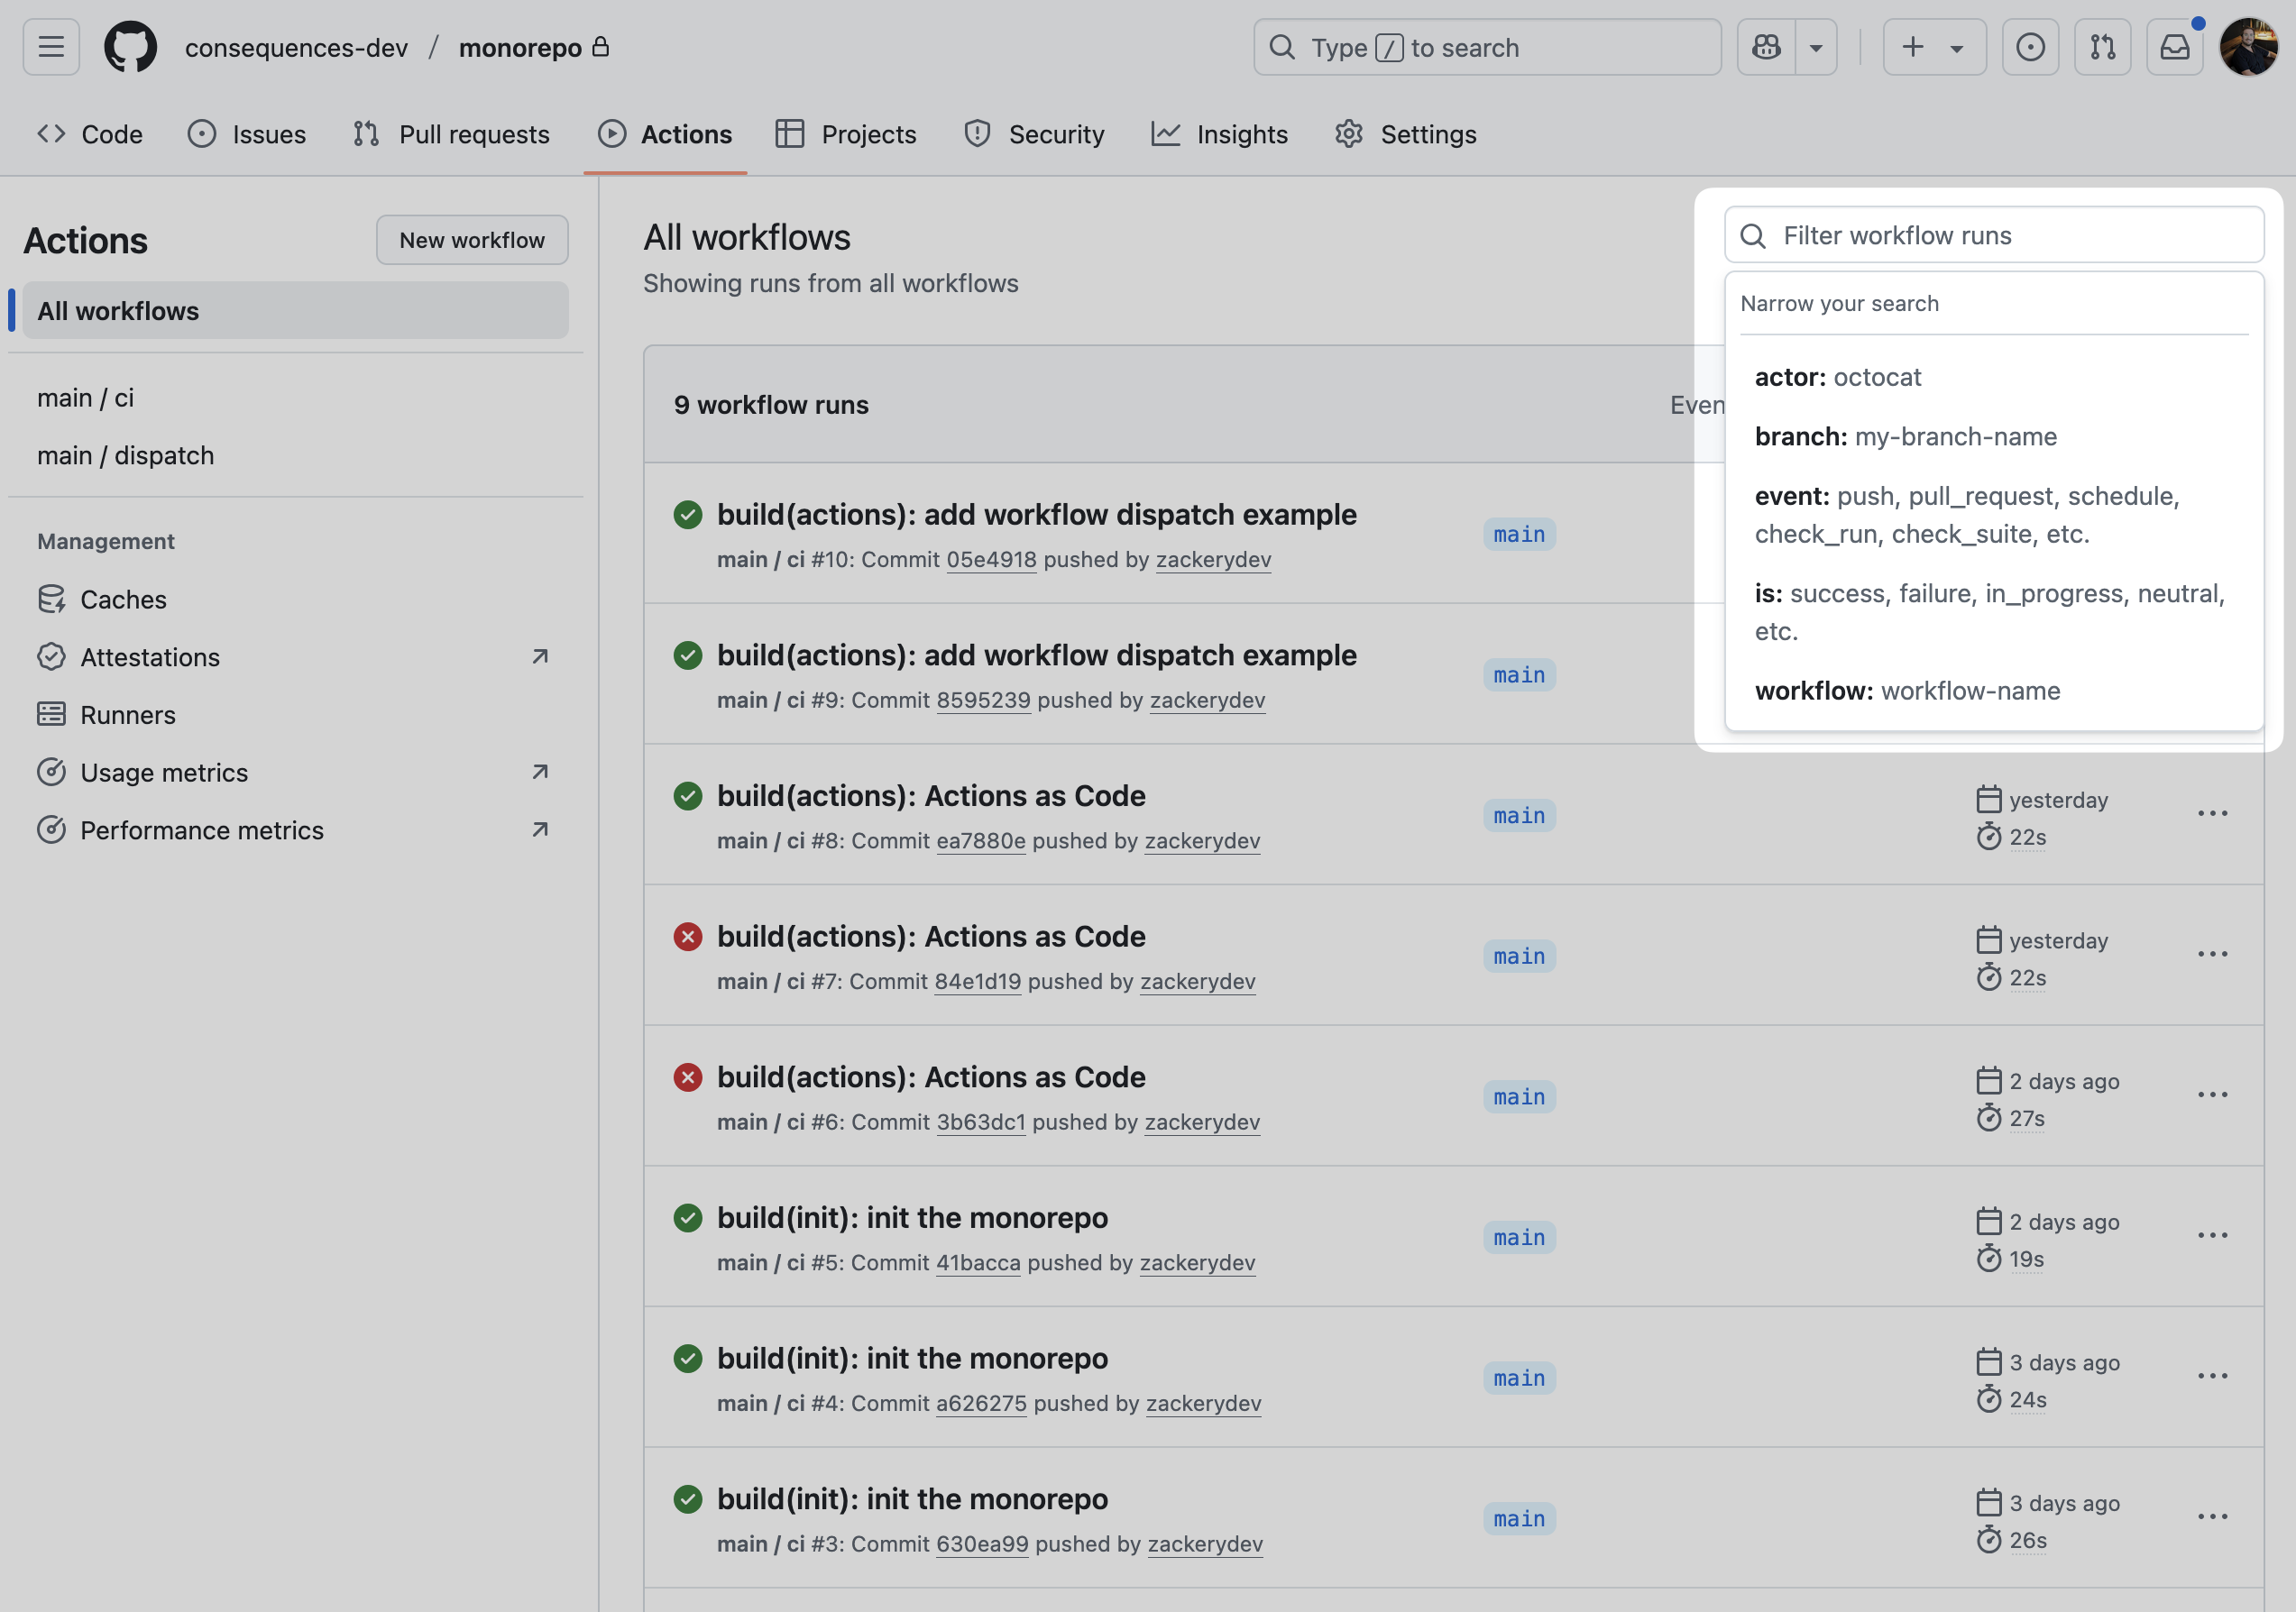 consequences-dev / monorepo
Type / to search
Code
Issues
Pull requests
Actions
Projects
Security
Insights
Settings
Actions
New workflow
All workflows
main / ci
main / dispatch
Management
Caches
Attestations
Runners
Usage metrics
Performance metrics
All workflows
Showing runs from all workflows
Filter workflow runs
Narrow your search
actor: octocat
branch: my-branch-name
event: push, pull_request, schedule,
check_run, check_suite, etc.
is: success, failure, in_progress, neutral,
etc.
workflow: workflow-name
9 workflow runs
Even
build(actions): add workflow dispatch example
main / ci #10: Commit 05e4918 pushed by zackerydev
main
build(actions): add workflow dispatch example
main / ci #9: Commit 8595239 pushed by zackerydev
main
build(actions): Actions as Code
main / ci #8: Commit ea7880e pushed by zackerydev
main
yesterday
22s
build(actions): Actions as Code
main / ci #7: Commit 84e1d19 pushed by zackerydev
main
yesterday
22s
build(actions): Actions as Code
main / ci #6: Commit 3b63dc1 pushed by zackerydev
main
2 days ago
27s
build(init): init the monorepo
main / ci #5: Commit 41bacca pushed by zackerydev
main
2 days ago
19s
build(init): init the monorepo
main / ci #4: Commit a626275 pushed by zackerydev
main
3 days ago
24s
build(init): init the monorepo
main / ci #3: Commit 630ea99 pushed by zackerydev
main
3 days ago
26s